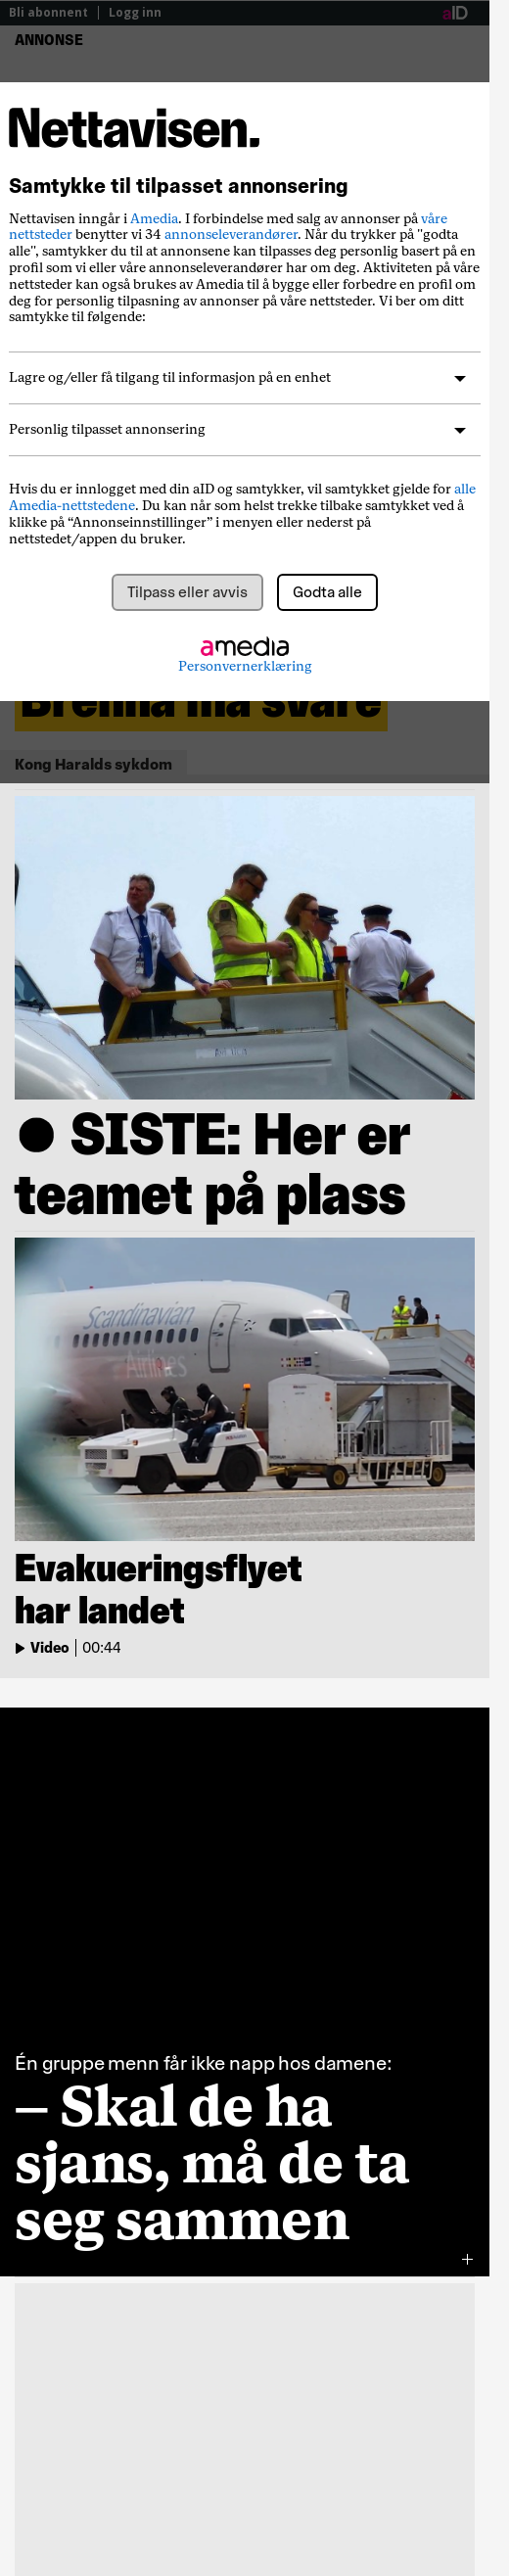 Bli abonnent | Logg inn
aID
ANNONSE
Nettavisen.
Samtykke til tilpasset annonsering
Nettavisen inngår i Amedia. I forbindelse med salg av annonser på våre
nettsteder benytter vi 34 annonseleverandører. Når du trykker på "godta
alle", samtykker du til at annonsene kan tilpasses deg personlig basert på en
profil som vi eller våre annonseleverandører har om deg. Aktiviteten på våre
nettsteder kan også brukes av Amedia til å bygge eller forbedre en profil om
deg for personlig tilpasning av annonser på våre nettsteder. Vi ber om ditt
samtykke til følgende:
Lagre og/eller få tilgang til informasjon på en enhet
Personlig tilpasset annonsering
Hvis du er innlogget med din aID og samtykker, vil samtykket gjelde for alle
Amedia-nettstedene. Du kan når som helst trekke tilbake samtykket ved å
klikke på “Annonseinnstillinger” i menyen eller nederst på
nettstedet/appen du bruker.
Tilpass eller avvis
Godta alle
amedia
Personvernerklæring
Brenna må svare
Kong Haralds sykdom
● SISTE: Her er
teamet på plass
Scandinavian
Airlines
Evakueringsflyet
har landet
Video | 00:44
Én gruppe menn får ikke napp hos damene:
– Skal de ha
sjans, må de ta
seg sammen
+